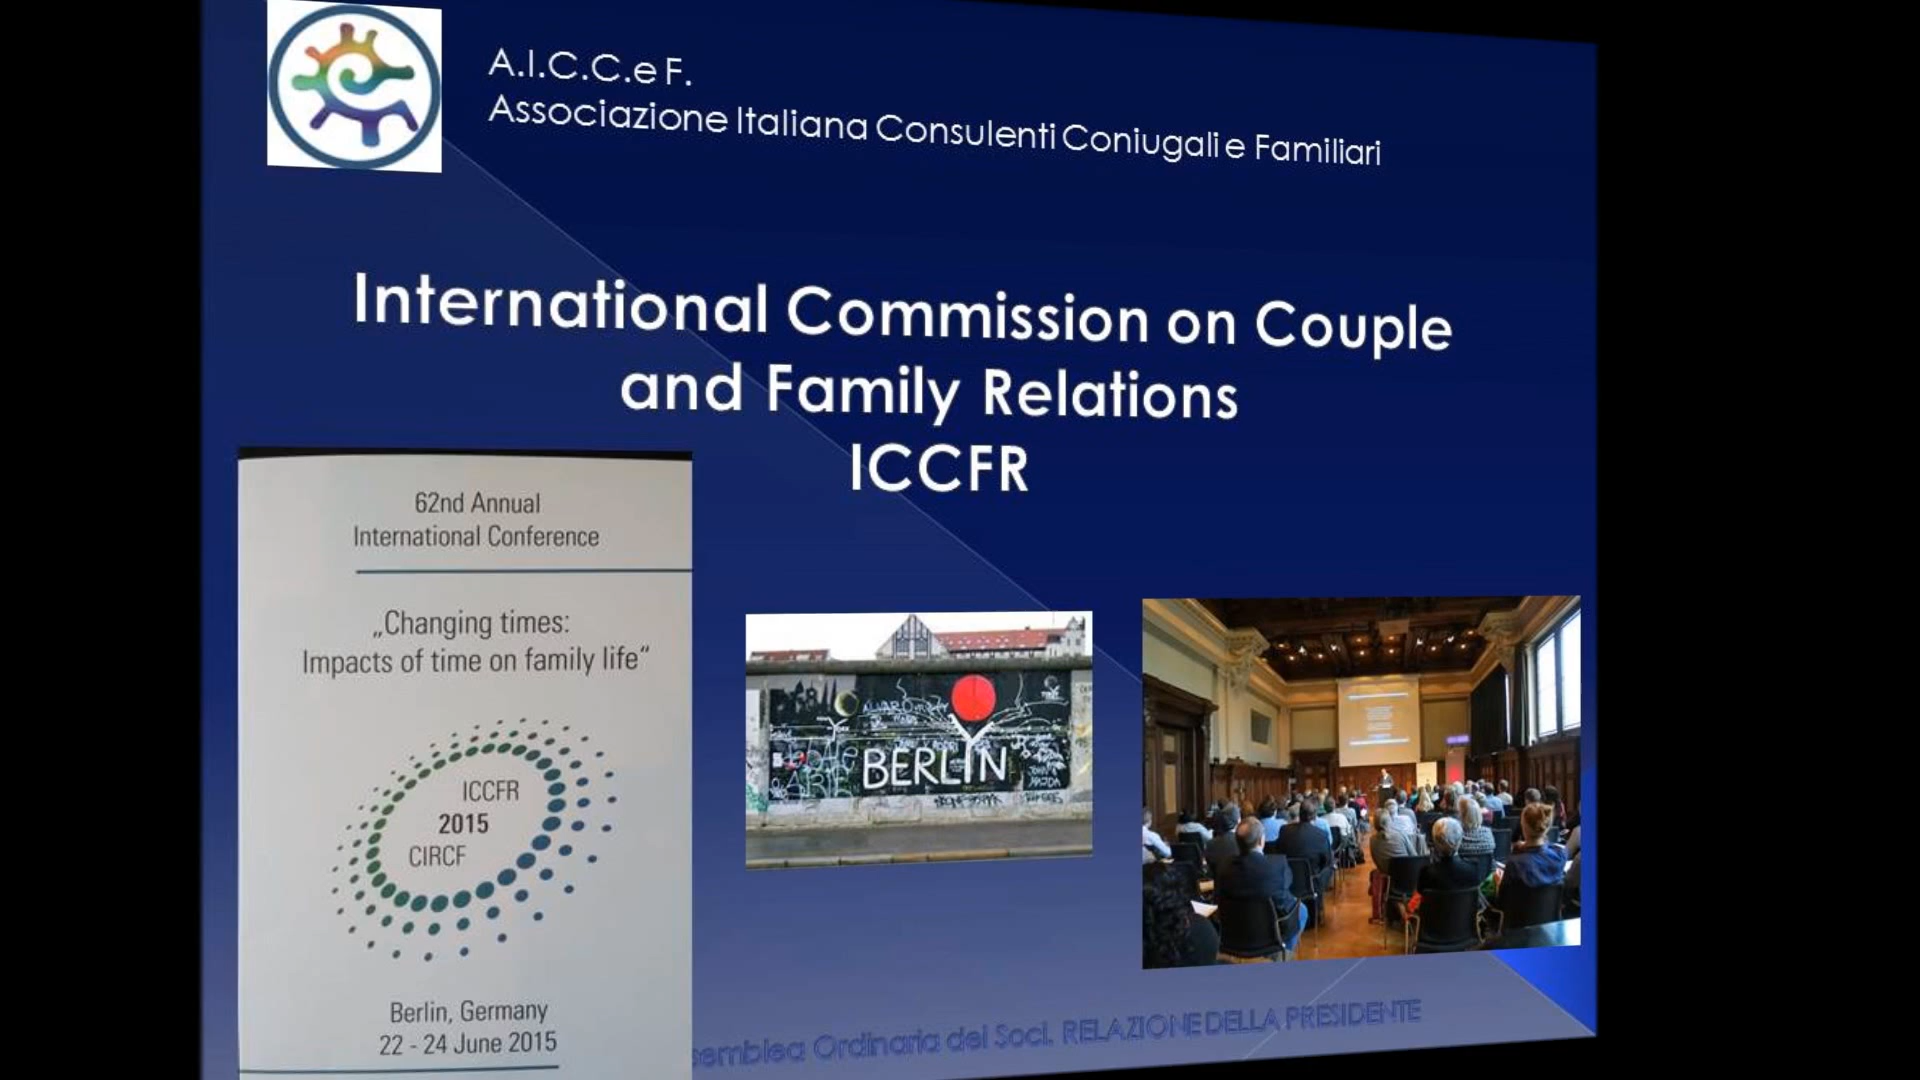 A.I.C.C.e F.
Associazione Italiana Consulenti Coniugali e Familiari
International Commission on Couple
and Family Relations
ICCFR
62nd Annual
International Conference
„Changing times:
Impacts of time on family life“
ICCFR
2015
CIRCF
Berlin, Germany
22 - 24 June 2015
BERLIN
Ordinaria dei Soci. RELAZIONE DELLA PRESIDENTE